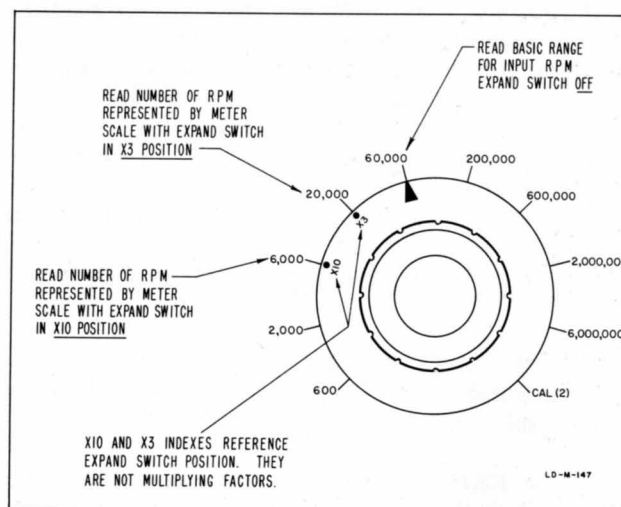 READ BASIC RANGE
FOR INPUT RPM
EXPAND SWITCH OFF
READ NUMBER OF RPM
REPRESENTED BY METER
SCALE WITH EXPAND SWITCH
IN X3 POSITION
60,000
200,000
20,000
600,000
X3
6,000
X10
2,000,000
READ NUMBER OF RPM
REPRESENTED BY METER
SCALE WITH EXPAND SWITCH
IN X10 POSITION
2,000
6,000,000
600
CAL (2)
X10 AND X3 INDEXES REFERENCE
EXPAND SWITCH POSITION. THEY
ARE NOT MULTIPLYING FACTORS.
LD-M-147